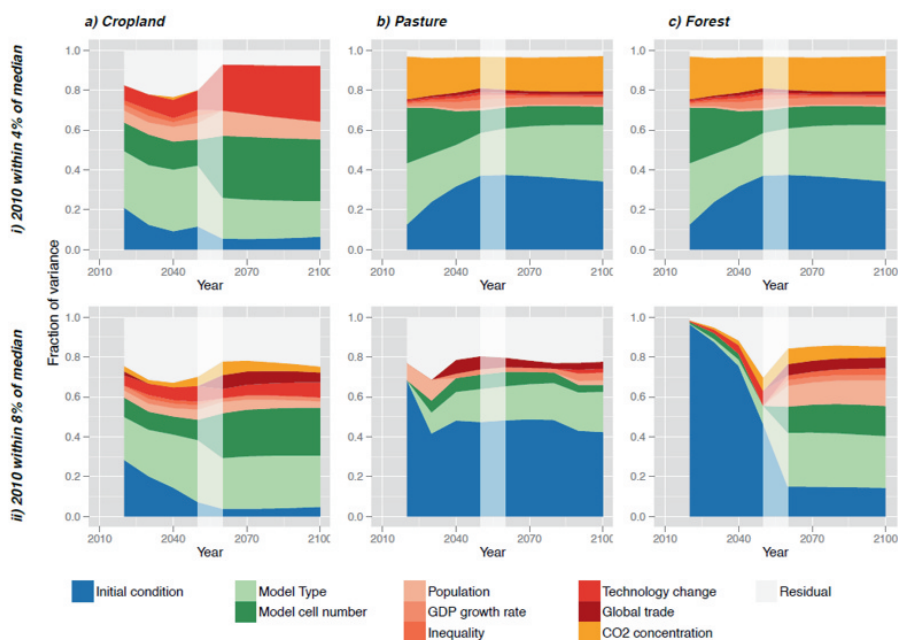 a) Cropland b) Pasture c) Forest
i) 2010 within 4% of median
ii) 2010 within 8% of median
Fraction of variance
1.0 1.0 1.0
0.8 0.8 0.8
0.6 0.6 0.6
0.4 0.4 0.4
0.2 0.2 0.2
0.0 0.0 0.0
2010 2040 2070 2100 2010 2040 2070 2100 2010 2040 2070 2100
Year Year Year
1.0 1.0 1.0
0.8 0.8 0.8
0.6 0.6 0.6
0.4 0.4 0.4
0.2 0.2 0.2
0.0 0.0 0.0
2010 2040 2070 2100 2010 2040 2070 2100 2010 2040 2070 2100
Year Year Year
Initial condition Model Type Population Technology change Residual
Model cell number GDP growth rate Global trade
Inequality CO2 concentration